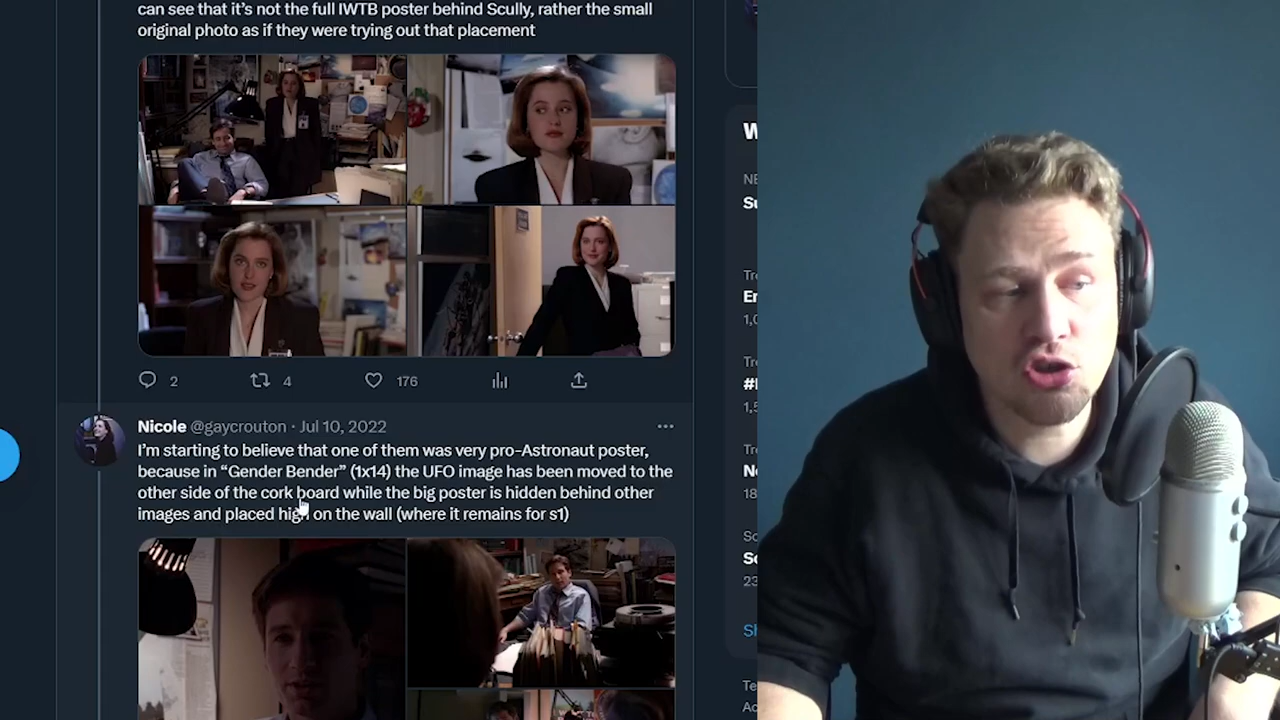 can see that it's not the full IWTB poster behind Scully, rather the small
original photo as if they were trying out that placement
2
4
176
Nicole @gaycrouton · Jul 10, 2022
I'm starting to believe that one of them was very pro-Astronaut poster,
because in “Gender Bender” (1x14) the UFO image has been moved to the
other side of the cork board while the big poster is hidden behind other
images and placed high on the wall (where it remains for s1)